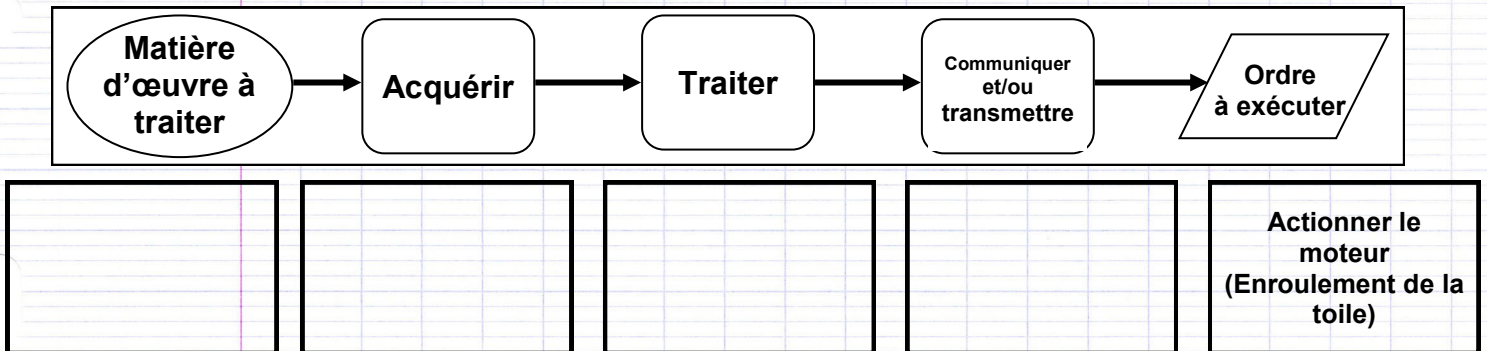 Matière
d'œuvre à
traiter
Acquérir
Traiter
Communiquer
et/ou
transmettre
Ordre
à exécuter
Actionner le
moteur
(Enroulement de la
toile)